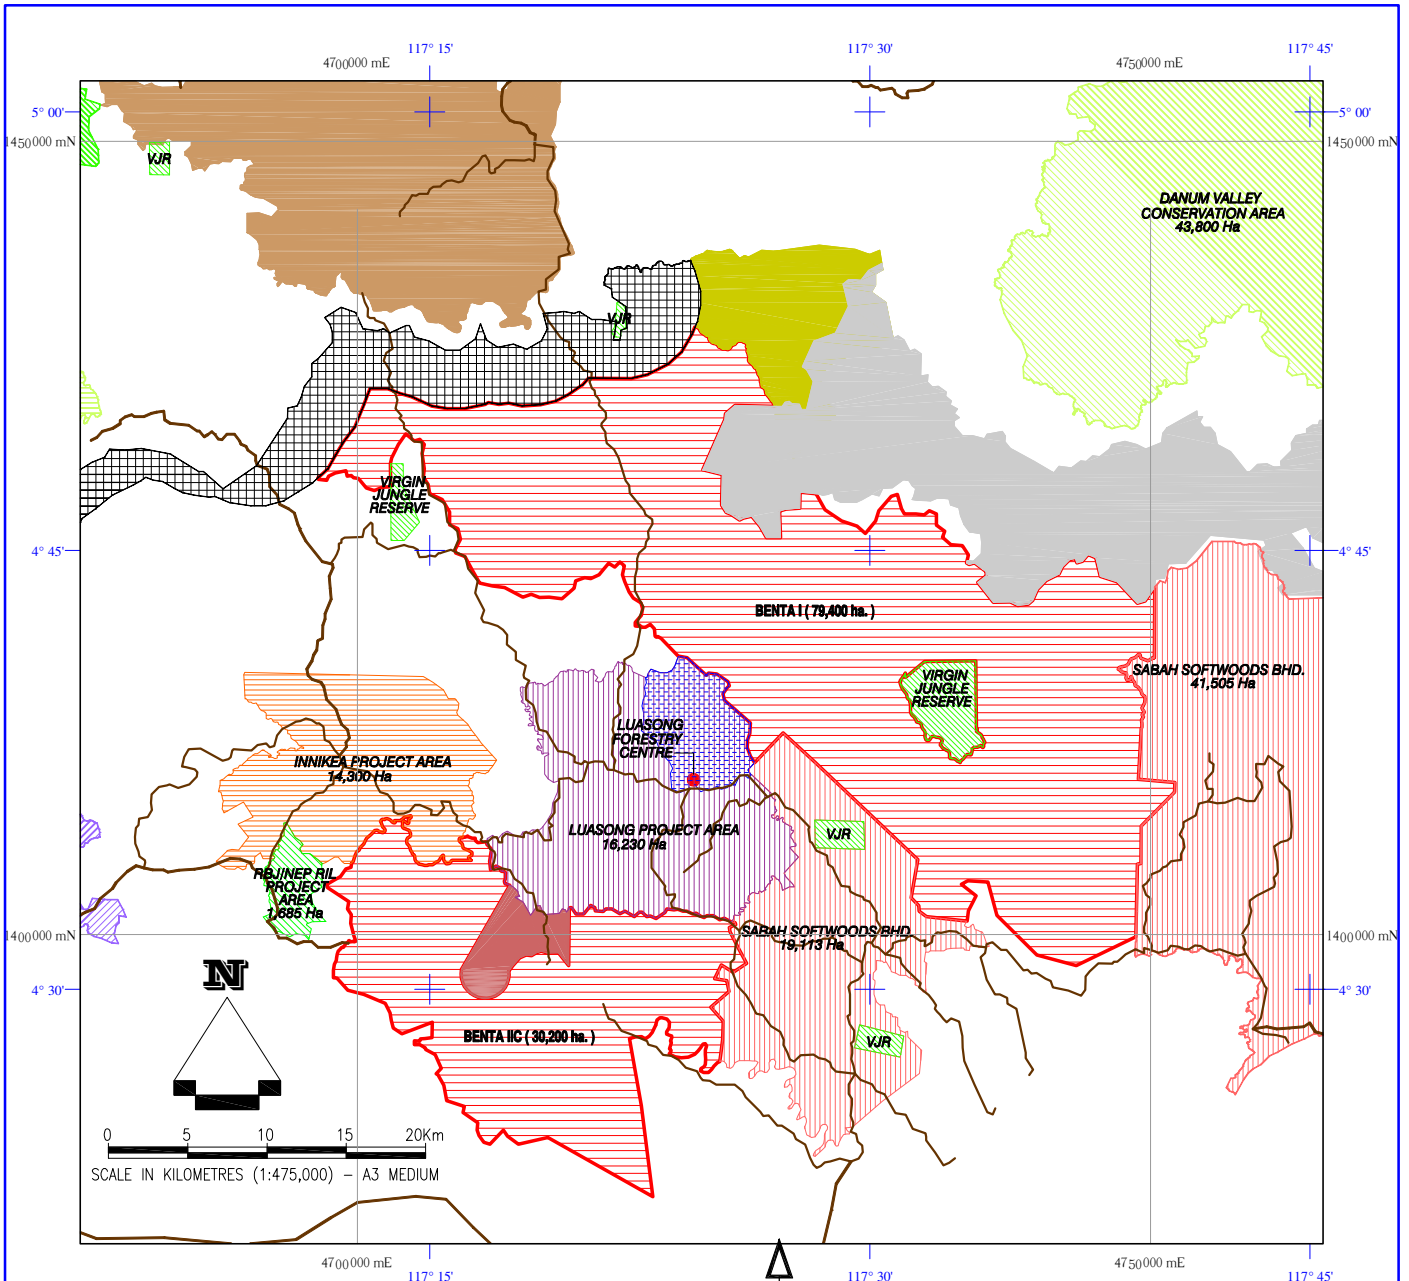 117° 15'
117° 30'
117° 45'
4700000 mE
4750000 mE
5° 00'
5° 00'
1450000 mN
1450000 mN
VJR
DANUM VALLEY
CONSERVATION AREA
43,800 Ha
VJR
VIRGIN
JUNGLE
RESERVE
4° 45'
4° 45'
BENTA I ( 79,400 ha. )
SABAH SOFTWOODS BHD.
41,505 Ha
VIRGIN
JUNGLE
RESERVE
LUASONG
FORESTRY
CENTRE
INNIKEA PROJECT AREA
14,300 Ha
LUASONG PROJECT AREA
16,230 Ha
VJR
RBJ/NEP RIL
PROJECT
AREA
1,685 Ha
SABAH SOFTWOODS BHD
19,113 Ha
1400000 mN
1400000 mN
N
4° 30'
4° 30'
BENTA IIC ( 30,200 ha. )
VJR
0 5 10 15 20Km
SCALE IN KILOMETRES (1:475,000) – A3 MEDIUM
4700000 mE
4750000 mE
117° 15'
117° 30'
117° 45'